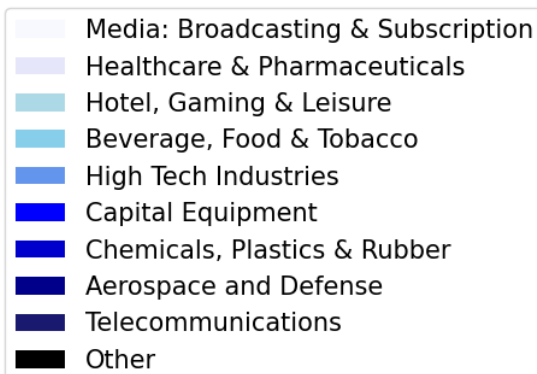 Media: Broadcasting & Subscription
Healthcare & Pharmaceuticals
Hotel, Gaming & Leisure
Beverage, Food & Tobacco
High Tech Industries
Capital Equipment
Chemicals, Plastics & Rubber
Aerospace and Defense
Telecommunications
Other